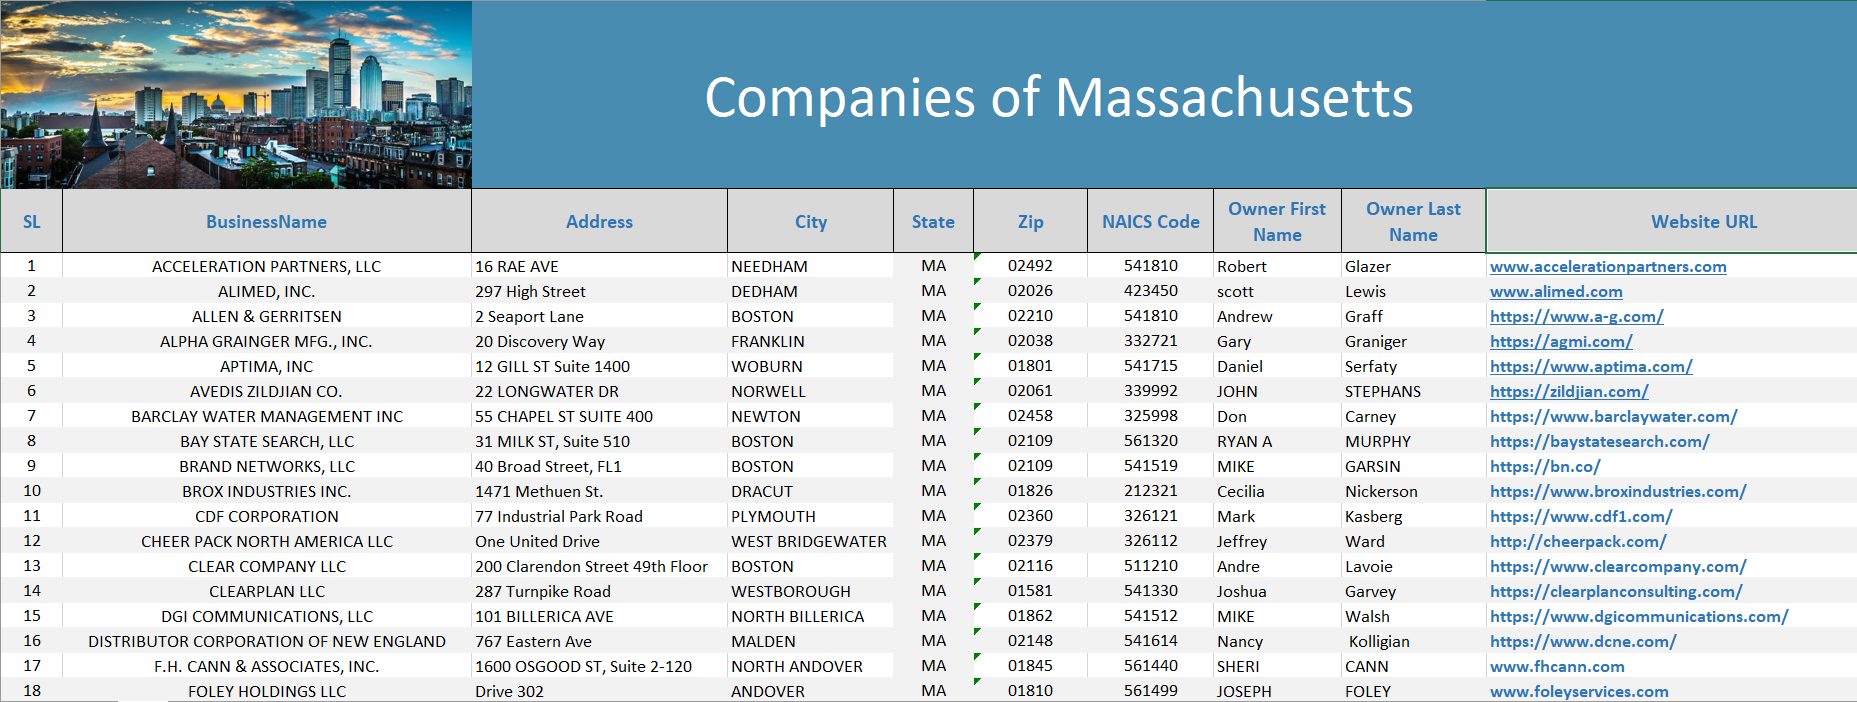 Companies of Massachusetts
SL BusinessName Address City State Zip NAICS Code Owner First Name Owner Last Name Website URL
1 ACCELERATION PARTNERS, LLC 16 RAE AVE NEEDHAM MA 02492 541810 Robert Glazer www.accelerationpartners.com
2 ALIMED, INC. 297 High Street DEDHAM MA 02026 423450 scott Lewis www.alimed.com
3 ALLEN & GERRITSEN 2 Seaport Lane BOSTON MA 02210 541810 Andrew Graff https://www.a-g.com/
4 ALPHA GRAINGER MFG., INC. 20 Discovery Way FRANKLIN MA 02038 332721 Gary Graniger https://agmi.com/
5 APTIMA, INC 12 GILL ST Suite 1400 WOBURN MA 01801 541715 Daniel Serfaty https://www.aptima.com/
6 AVEDIS ZILDJIAN CO. 22 LONGWATER DR NORWELL MA 02061 339992 JOHN STEPHANS https://zildjian.com/
7 BARCLAY WATER MANAGEMENT INC 55 CHAPEL ST SUITE 400 NEWTON MA 02458 325998 Don Carney https://www.barclaywater.com/
8 BAY STATE SEARCH, LLC 31 MILK ST, Suite 510 BOSTON MA 02109 561320 RYAN A MURPHY https://baystatesearch.com/
9 BRAND NETWORKS, LLC 40 Broad Street, FL1 BOSTON MA 02109 541519 MIKE GARSIN https://bn.co/
10 BROX INDUSTRIES INC. 1471 Methuen St. DRACUT MA 01826 212321 Cecilia Nickerson https://www.broxindustries.com/
11 CDF CORPORATION 77 Industrial Park Road PLYMOUTH MA 02360 326121 Mark Kasberg https://www.cdf1.com/
12 CHEER PACK NORTH AMERICA LLC One United Drive WEST BRIDGEWATER MA 02379 326112 Jeffrey Ward http://cheerpack.com/
13 CLEAR COMPANY LLC 200 Clarendon Street 49th Floor BOSTON MA 02116 511210 Andre Lavoie https://www.clearcompany.com/
14 CLEARPLAN LLC 287 Turnpike Road WESTBOROUGH MA 01581 541330 Joshua Garvey https://clearplanconsulting.com/
15 DGI COMMUNICATIONS, LLC 101 BILLERICA AVE NORTH BILLERICA MA 01862 541512 MIKE Walsh https://www.dgicommunications.com/
16 DISTRIBUTOR CORPORATION OF NEW ENGLAND 767 Eastern Ave MALDEN MA 02148 541614 Nancy Kolligian https://www.dcne.com/
17 F.H. CANN & ASSOCIATES, INC. 1600 OSGOOD ST, Suite 2-120 NORTH ANDOVER MA 01845 561440 SHERI CANN www.fhcann.com
18 FOLEY HOLDINGS LLC Drive 302 ANDOVER MA 01810 561499 JOSEPH FOLEY www.foleyservices.com